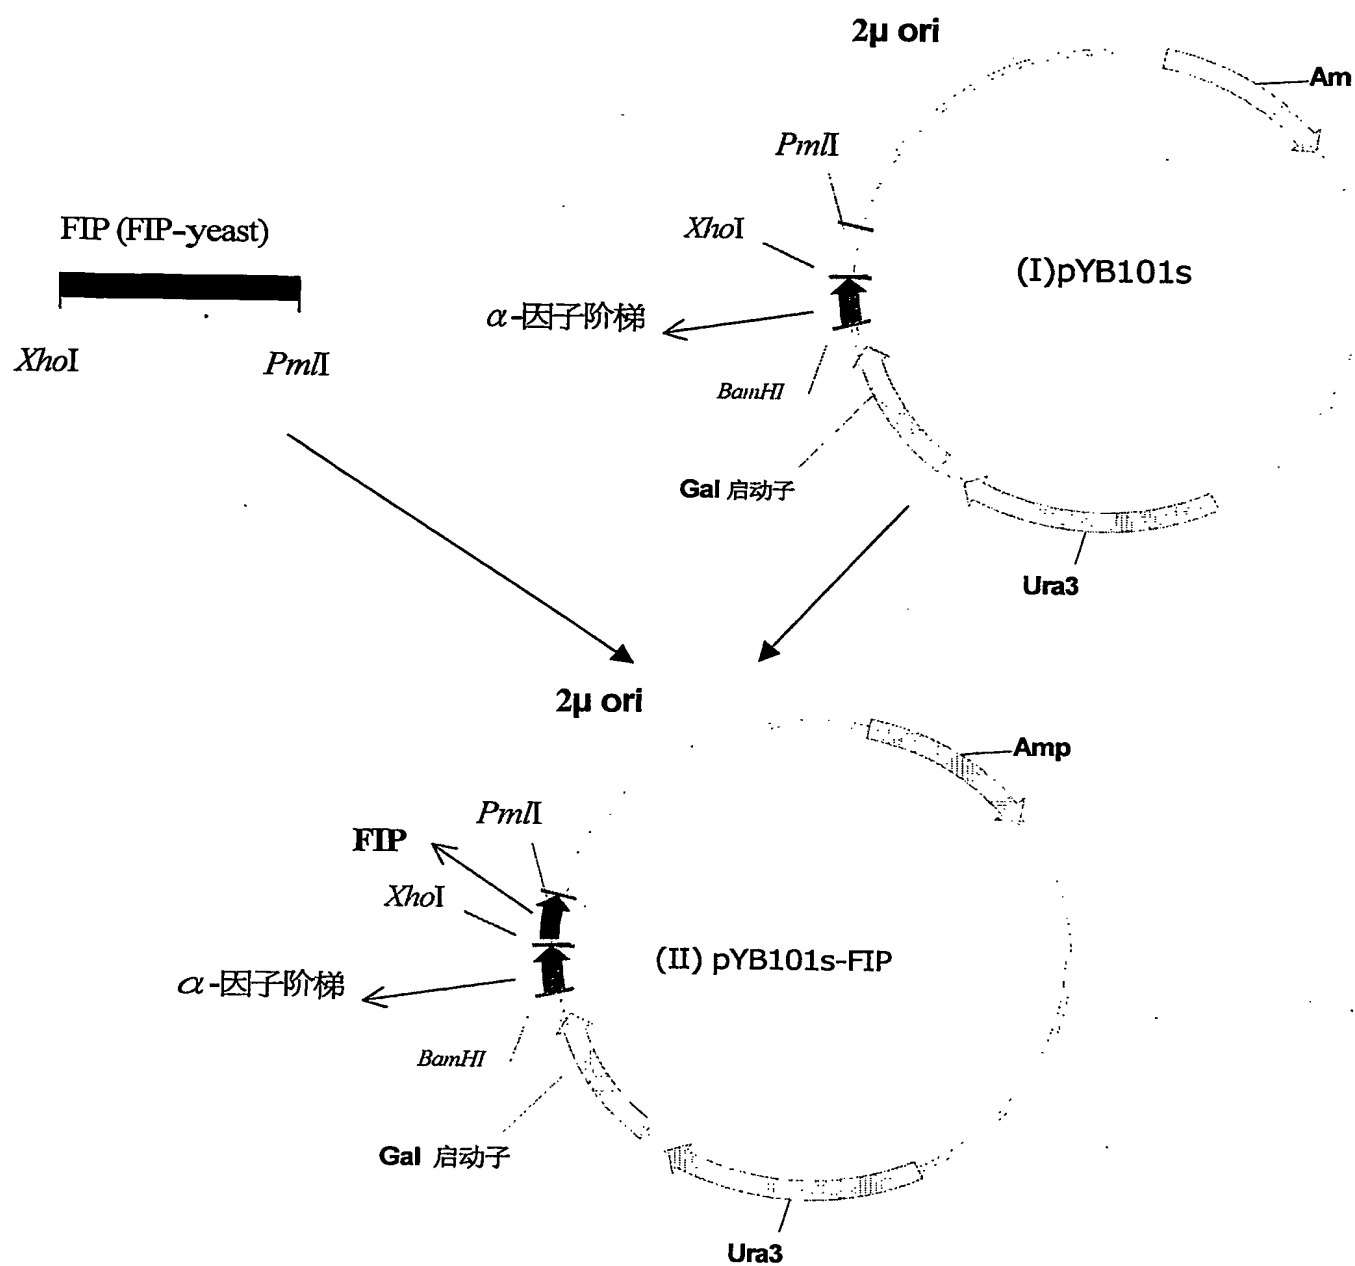 2μ ori
Am
PmlI
XhoI
FIP (FIP-yeast)
(I)pYB101s
α-因子阶梯
XhoI
PmlI
BamHI
Gal 启动子
Ura3
2μ ori
Amp
PmlI
FIP
XhoI
(II) pYB101s-FIP
α-因子阶梯
BamHI
Gal 启动子
Ura3